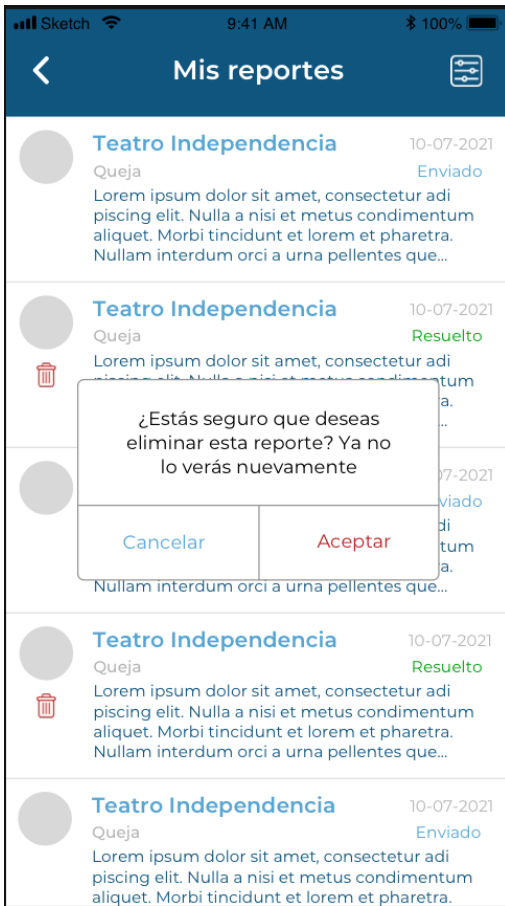 Sketch 9:41 AM 100%
Mis reportes
Teatro Independencia 10-07-2021
Queja Enviado
Lorem ipsum dolor sit amet, consectetur adi
piscing elit. Nulla a nisi et metus condimentum
aliquet. Morbi tincidunt et lorem et pharetra.
Nullam interdum orci a urna pellentes que...
Teatro Independencia 10-07-2021
Queja Resuelto
Lorem ipsum dolor sit amet, consectetur adi
¿Estás seguro que deseas
eliminar esta reporte? Ya no
lo verás nuevamente
Cancelar Aceptar
Nullam interdum orci a urna pellentes que...
Teatro Independencia 10-07-2021
Queja Resuelto
Lorem ipsum dolor sit amet, consectetur adi
piscing elit. Nulla a nisi et metus condimentum
aliquet. Morbi tincidunt et lorem et pharetra.
Nullam interdum orci a urna pellentes que...
Teatro Independencia 10-07-2021
Queja Enviado
Lorem ipsum dolor sit amet, consectetur adi
piscing elit. Nulla a nisi et metus condimentum
aliquet. Morbi tincidunt et lorem et pharetra.